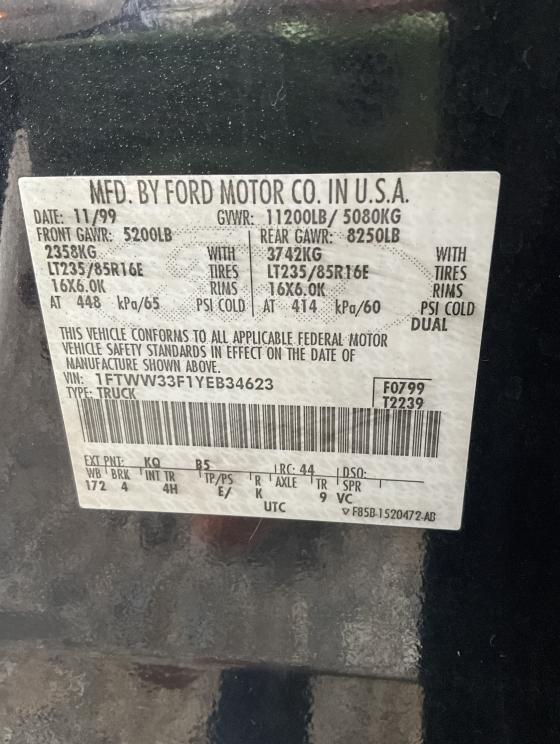 MFD. BY FORD MOTOR CO. IN U.S.A.
DATE: 11/99 GVWR: 11200LB/ 5080KG
FRONT GAWR: 5200LB REAR GAWR: 8250LB
2358KG WITH 3742KG WITH
LT235/85R16E TIRES LT235/85R16E TIRES
16X6.0K RIMS 16X6.0K RIMS
AT 448 kPa/65 PSI COLD AT 414 kPa/60 PSI COLD
DUAL
THIS VEHICLE CONFORMS TO ALL APPLICABLE FEDERAL MOTOR
VEHICLE SAFETY STANDARDS IN EFFECT ON THE DATE OF
MANUFACTURE SHOWN ABOVE.
VIN: 1FTWW33F1YEB34623 F0799
TYPE: TRUCK T2239
EXT PNT: KQ B5 RC: 44 DSO:
WB BRK INT TR TP/PS R AXLE TR SPR
172 4 4H E/ K 9 VC
UTC F85B-1520472-AB